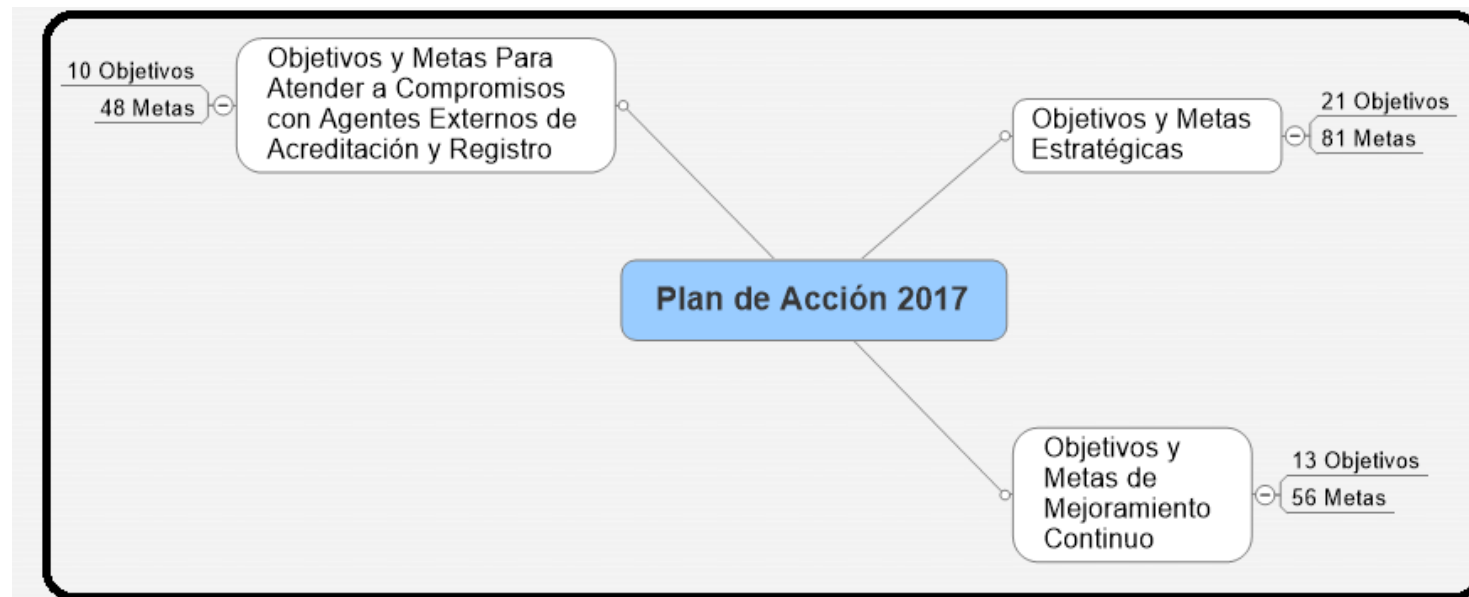 10 Objetivos
48 Metas
Objetivos y Metas Para
Atender a Compromisos
con Agentes Externos de
Acreditación y Registro
Objetivos y Metas
Estratégicas
21 Objetivos
81 Metas
Plan de Acción 2017
Objetivos y
Metas de
Mejoramiento
Continuo
13 Objetivos
56 Metas